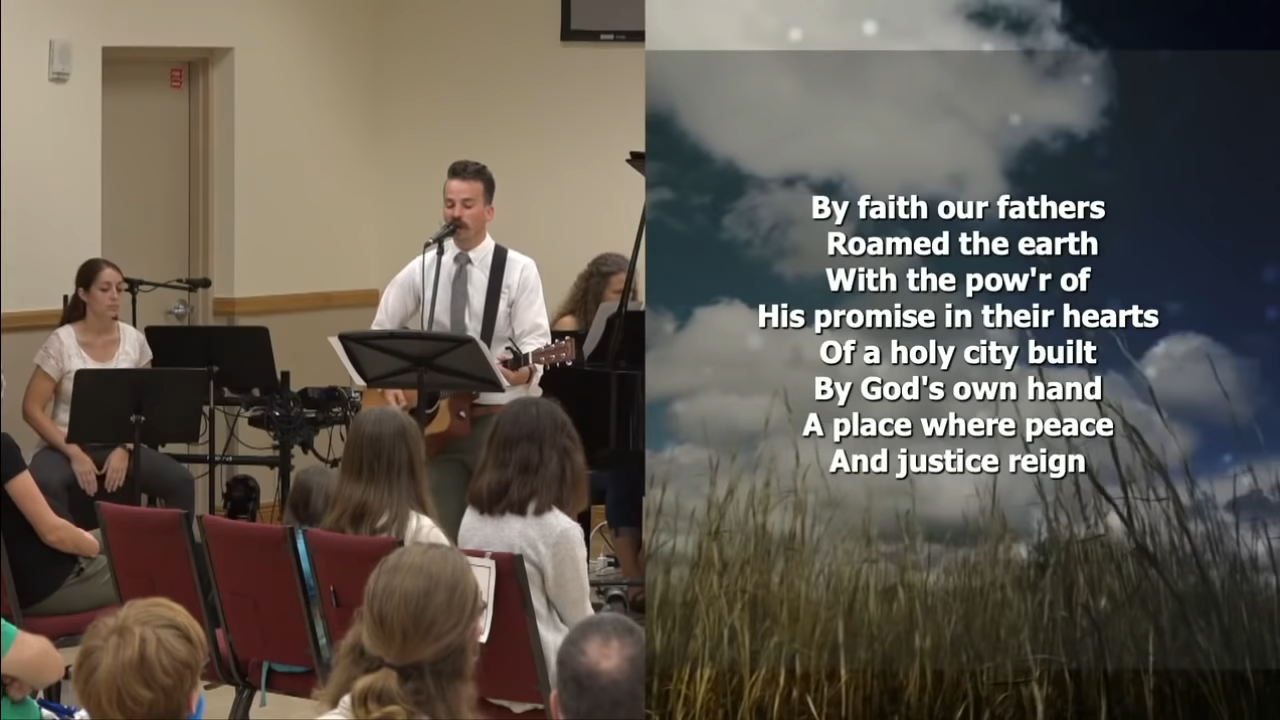 By faith our fathers
Roamed the earth
With the pow'r of
His promise in their hearts
Of a holy city built
By God's own hand
A place where peace
And justice reign